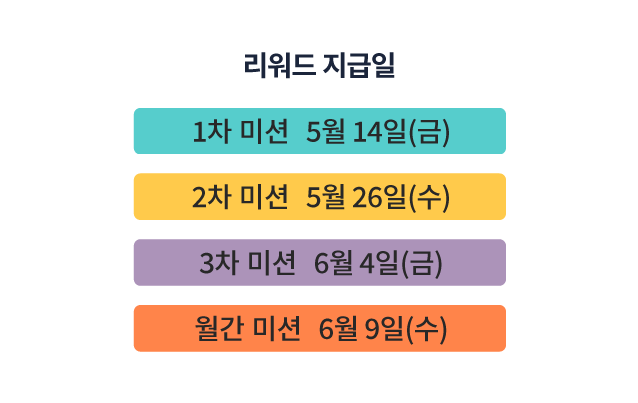 리워드 지급일
1차 미션 5월 14일(금)
2차 미션 5월 26일(수)
3차 미션 6월 4일(금)
월간 미션 6월 9일(수)